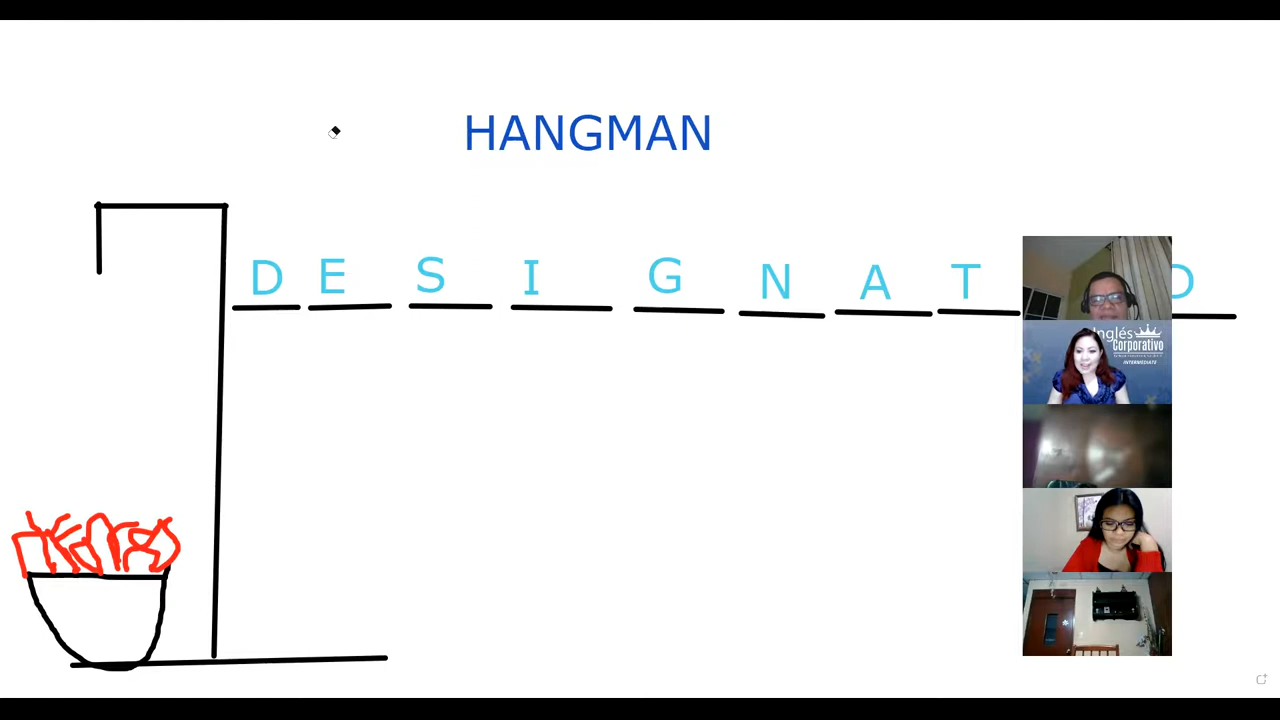 HANGMAN
D E S I G N A T D
Inglés
Corporativo
INTERMEDIATE